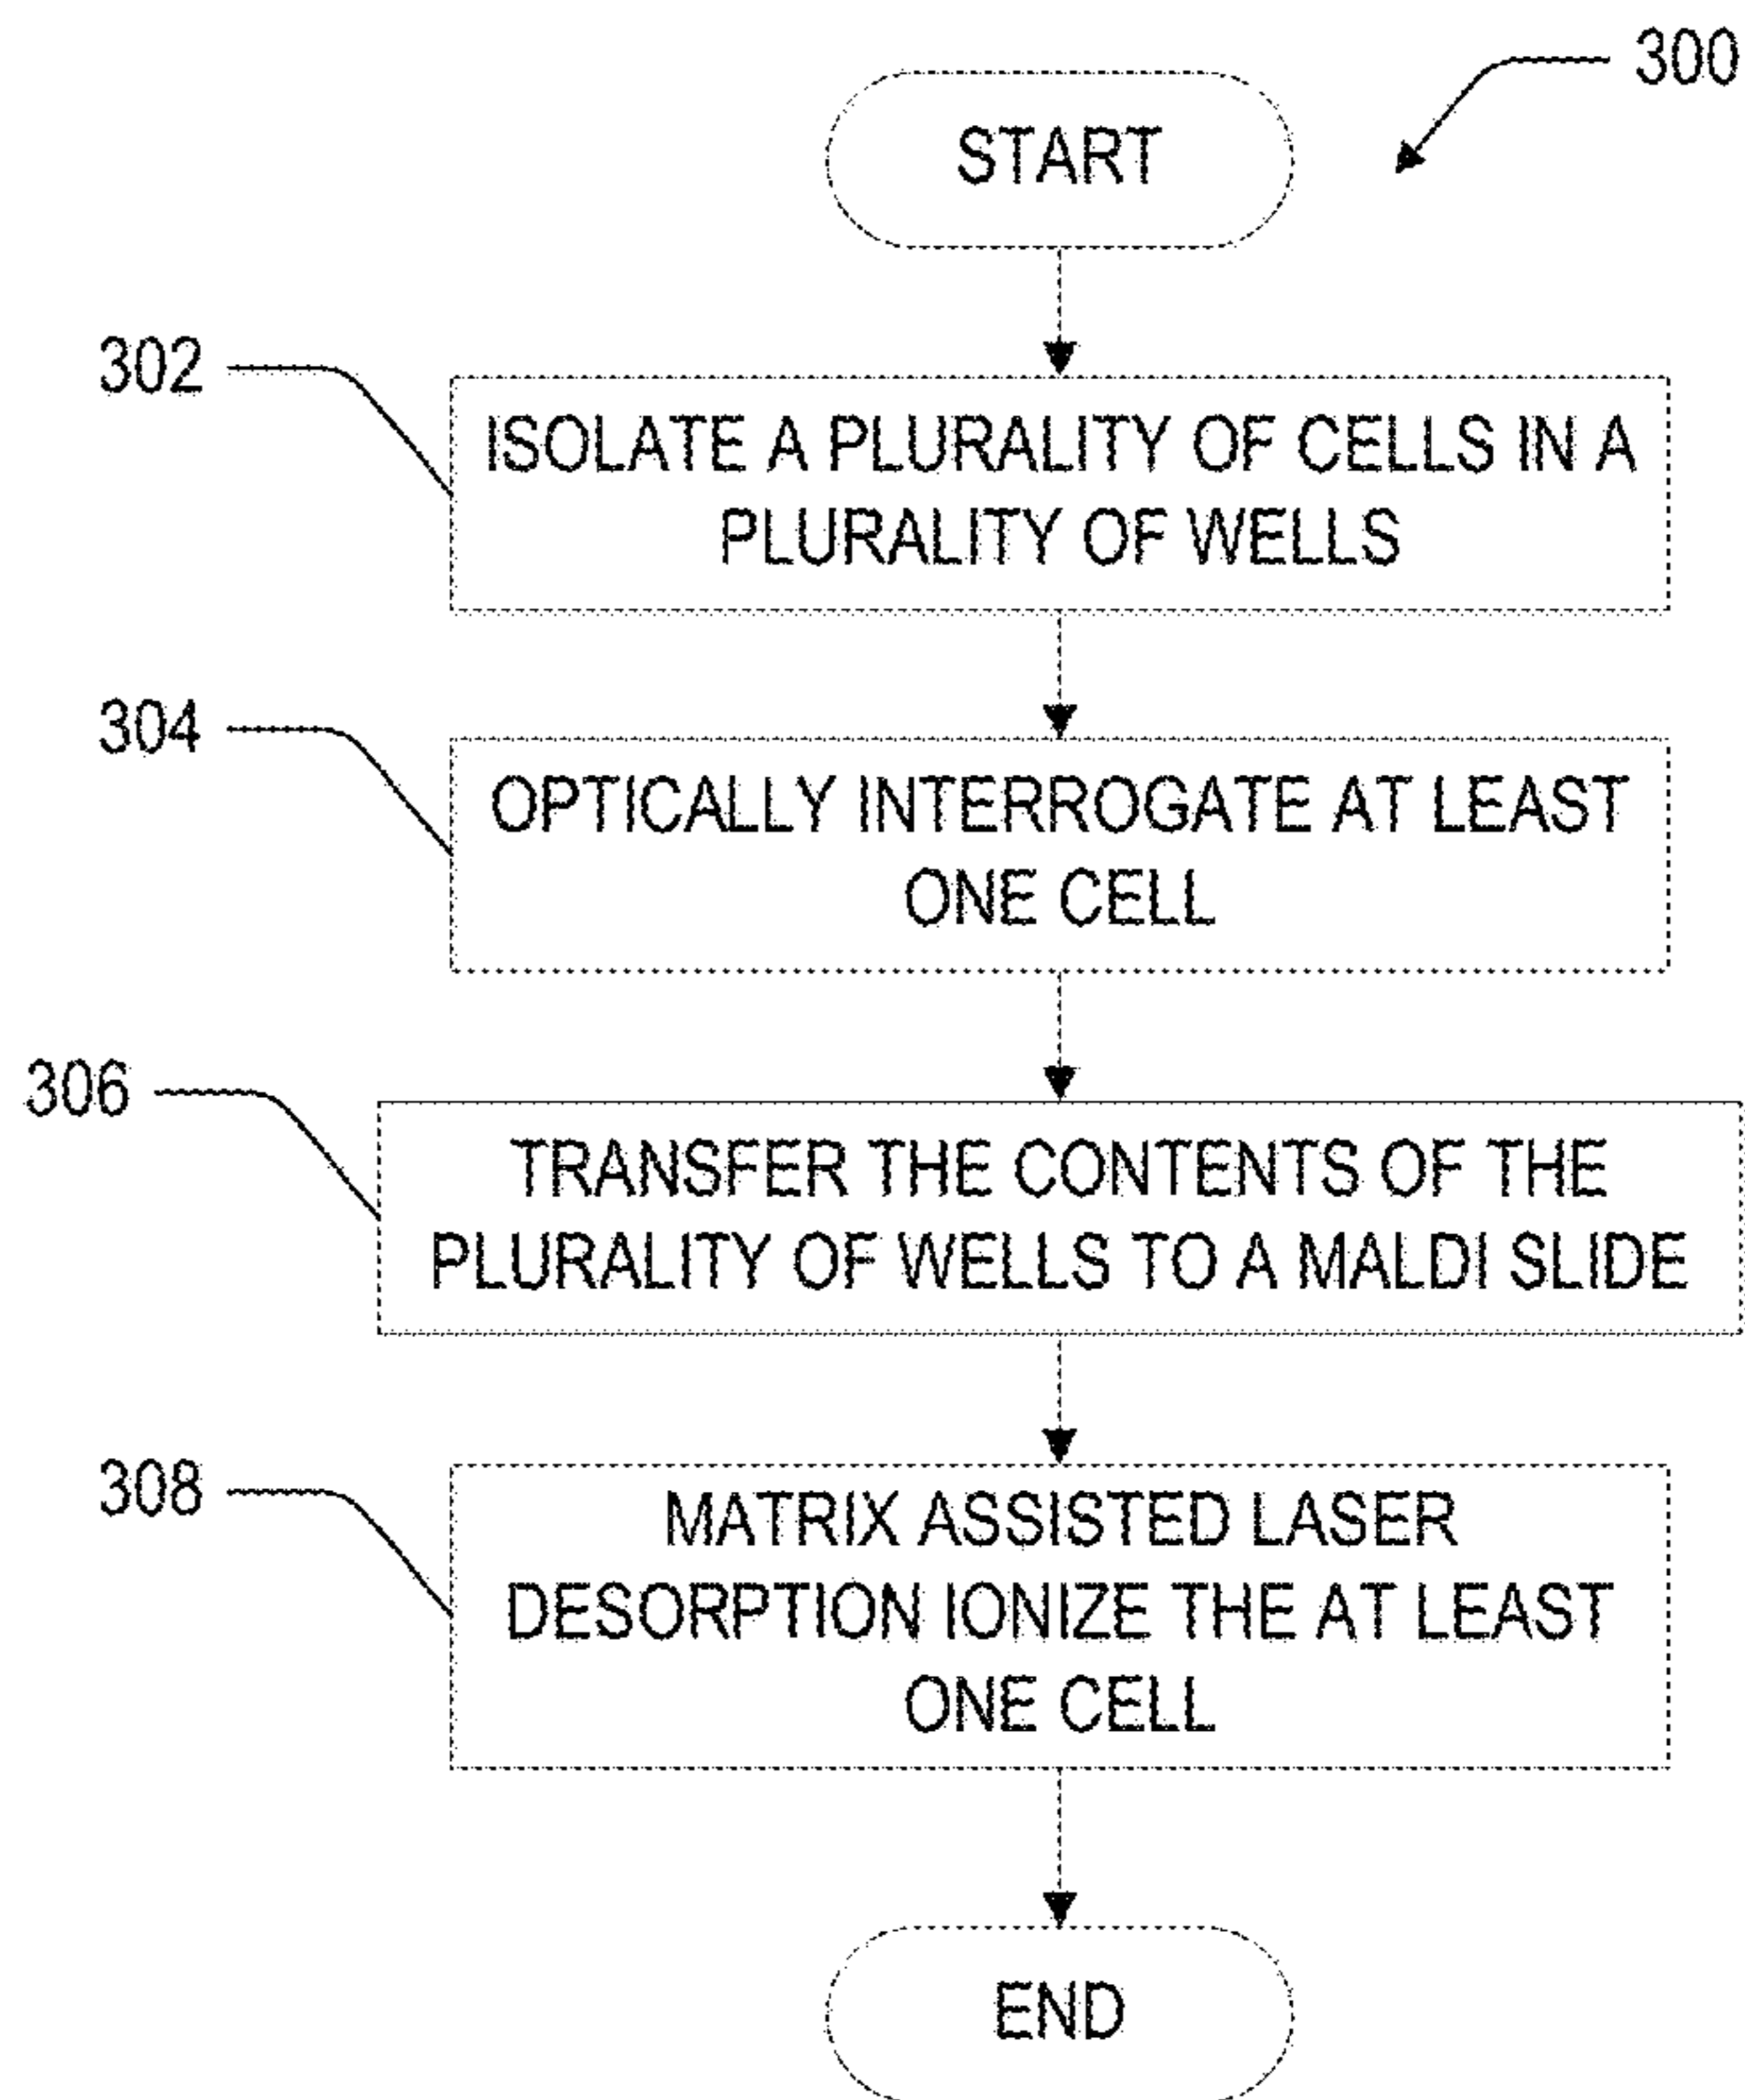 300
START
302
ISOLATE A PLURALITY OF CELLS IN A
PLURALITY OF WELLS
304
OPTICALLY INTERROGATE AT LEAST
ONE CELL
306
TRANSFER THE CONTENTS OF THE
PLURALITY OF WELLS TO A MALDI SLIDE
308
MATRIX ASSISTED LASER
DESORPTION IONIZE THE AT LEAST
ONE CELL
END